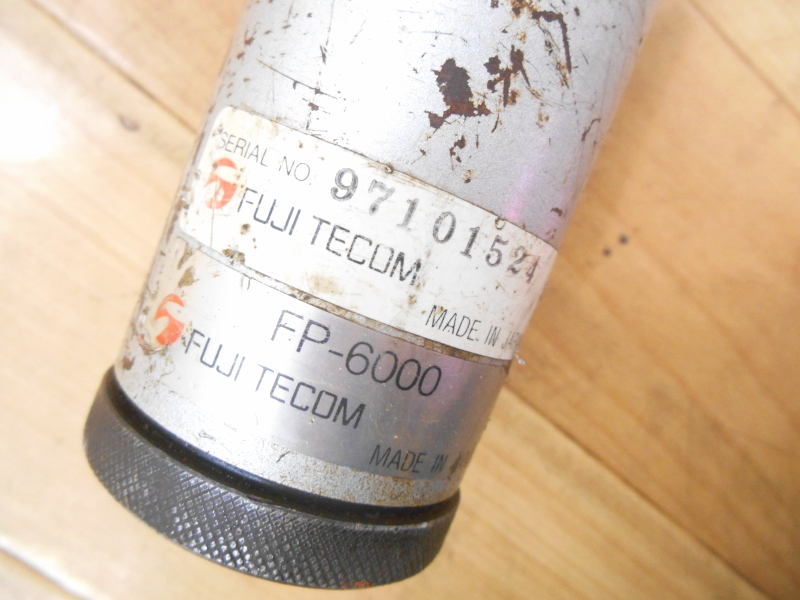 SERIAL NO. 97101524
FUJI TECOM
MADE IN
FP-6000
FUJI TECOM
MADE IN